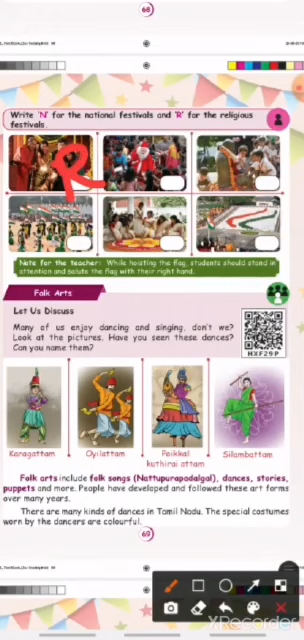 68
Write 'N' for the national festivals and 'R' for the religious
festivals.
R
Note for the teacher: While hoisting the flag, students should stand in
attention and salute the flag with their right hand.
Folk Arts
Let Us Discuss
Many of us enjoy dancing and singing, don't we?
Look at the pictures. Have you seen these dances?
Can you name them?
HXF29P
Karagattam
Oyilattam
Poikkal
kuthirai attam
Silambattam
Folk arts include folk songs (Nattupurapadalgal), dances, stories,
puppets and more. People have developed and followed these art forms
over many years.
There are many kinds of dances in Tamil Nadu. The special costumes
worn by the dancers are colourful.
69
XRecorder